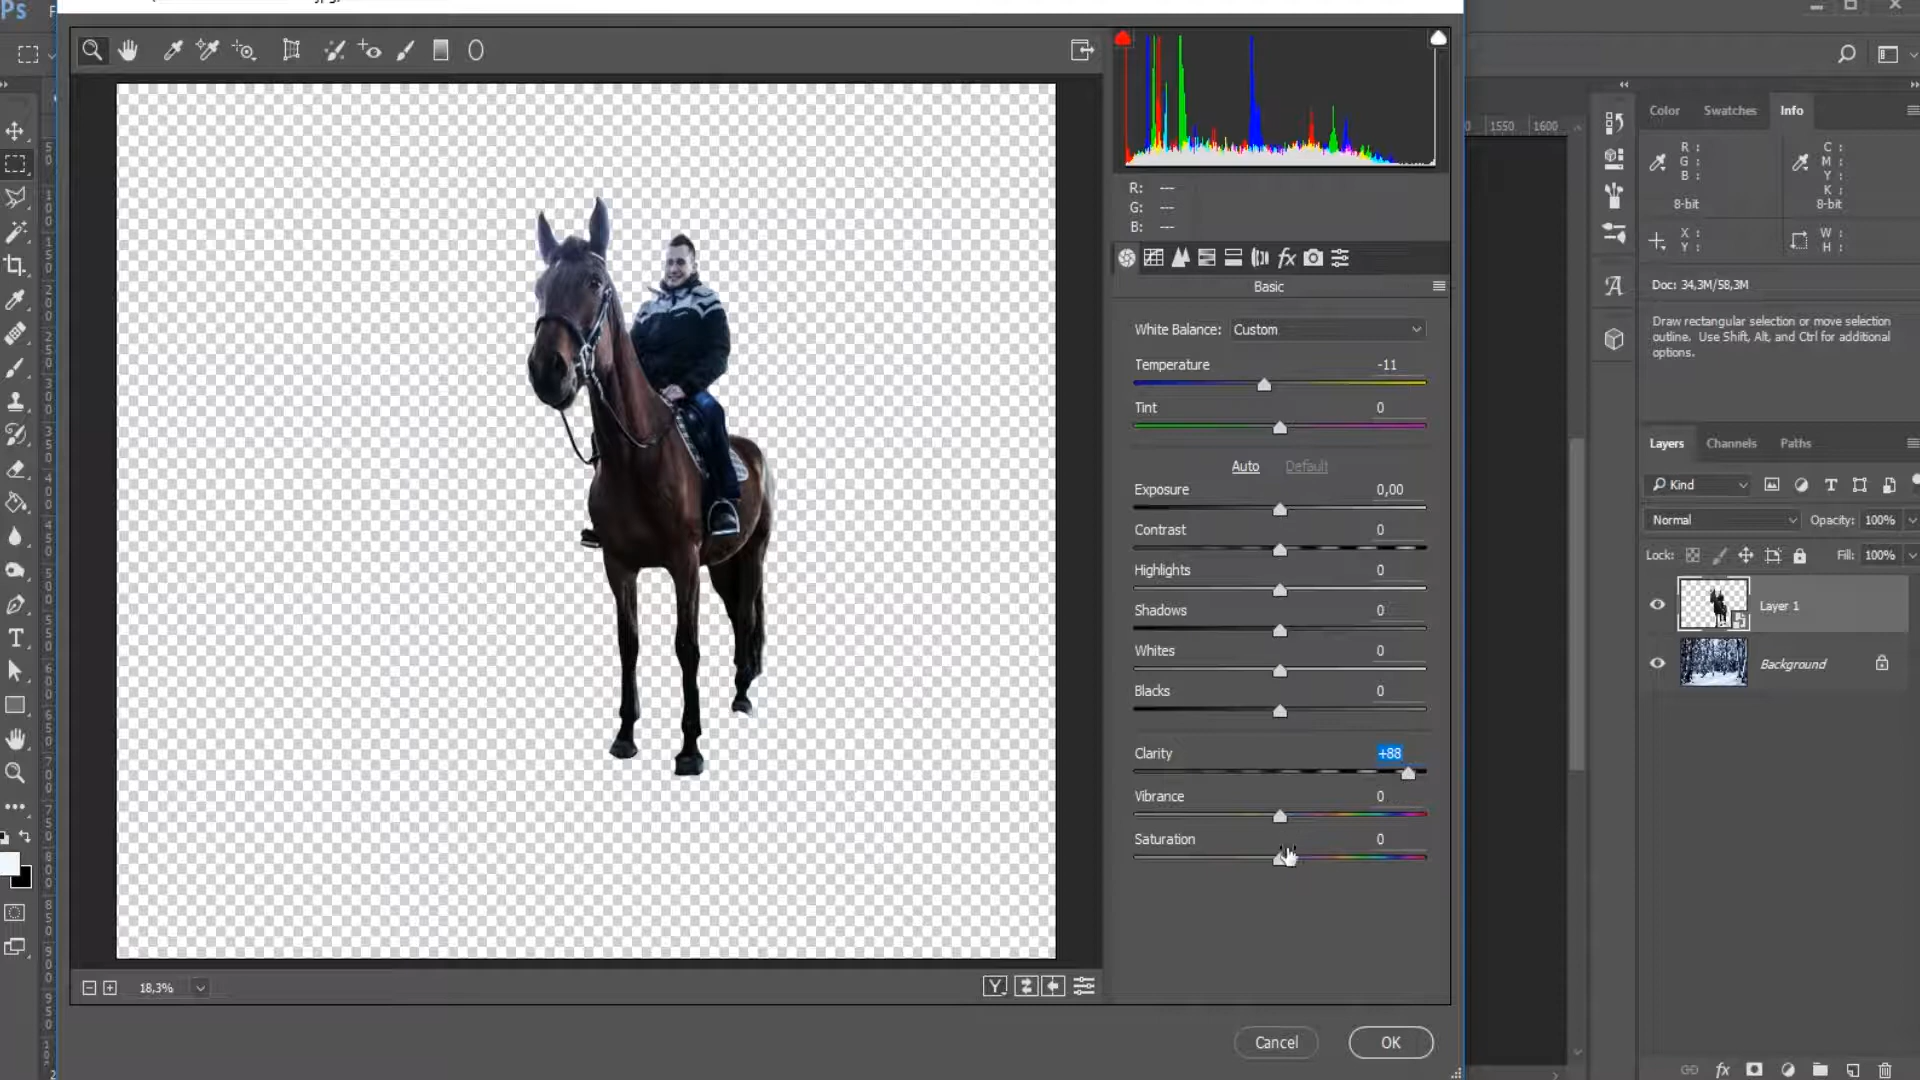 Ps
R: ---
G: ---
B: ---
Basic
White Balance: Custom
Temperature -11
Tint 0
Auto Default
Exposure 0,00
Contrast 0
Highlights 0
Shadows 0
Whites 0
Blacks 0
Clarity +88
Vibrance 0
Saturation 0
18,3%
Y
Cancel
OK
1550 1600
Color Swatches Info
R : C :
G : M :
B : Y :
K :
8-bit 8-bit
X : W :
Y : H :
Doc: 34,3M/58,3M
Draw rectangular selection or move selection
outline. Use Shift, Alt, and Ctrl for additional
options.
Layers Channels Paths
Kind
Normal Opacity: 100%
Lock: Fill: 100%
Layer 1
Background
fx